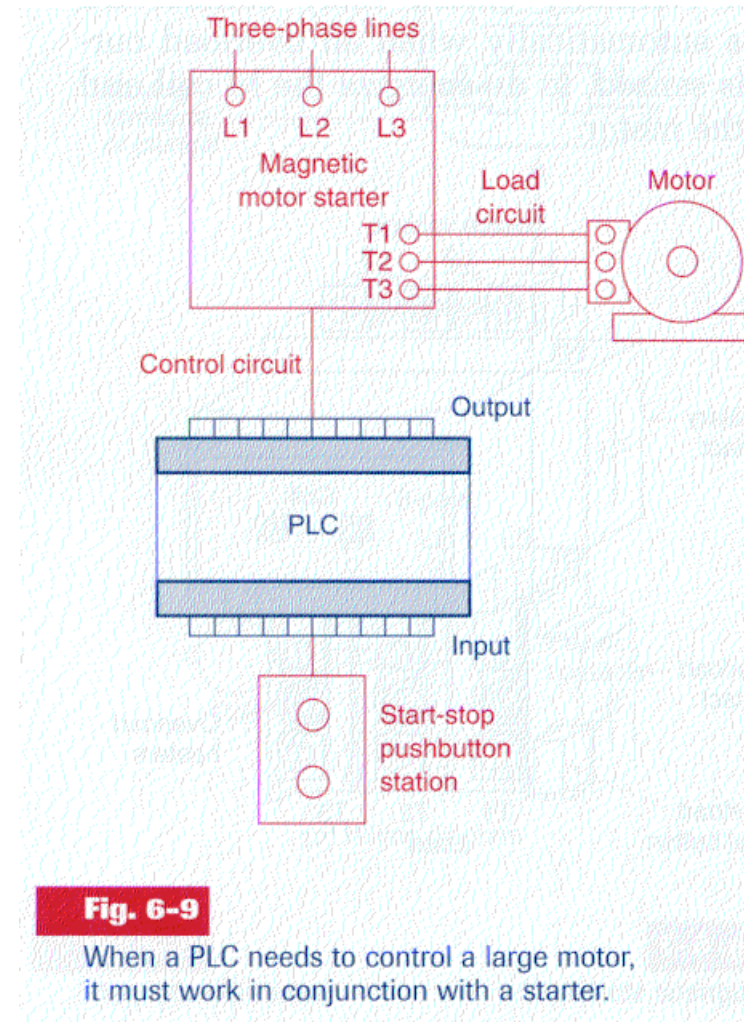 Three-phase lines
L1 L2 L3
Magnetic
motor starter
Load
circuit
Motor
T1
T2
T3
Control circuit
Output
PLC
Input
Start-stop
pushbutton
station
Fig. 6-9
When a PLC needs to control a large motor,
it must work in conjunction with a starter.